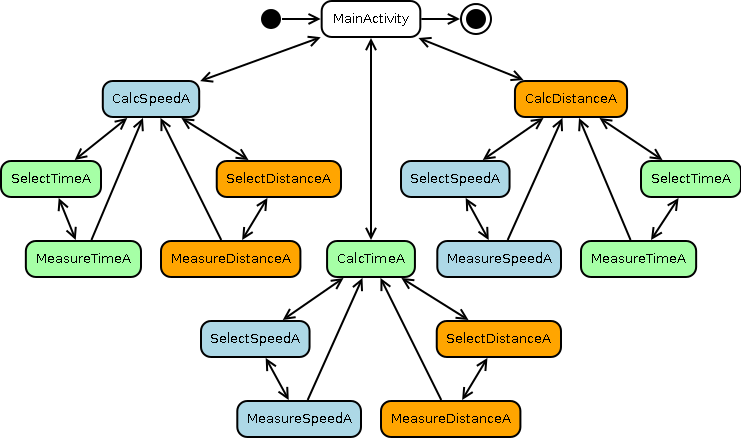 MainActivity
CalcSpeedA
CalcDistanceA
SelectTimeA
SelectDistanceA
SelectSpeedA
SelectTimeA
MeasureTimeA
MeasureDistanceA
CalcTimeA
MeasureSpeedA
MeasureTimeA
SelectSpeedA
SelectDistanceA
MeasureSpeedA
MeasureDistanceA